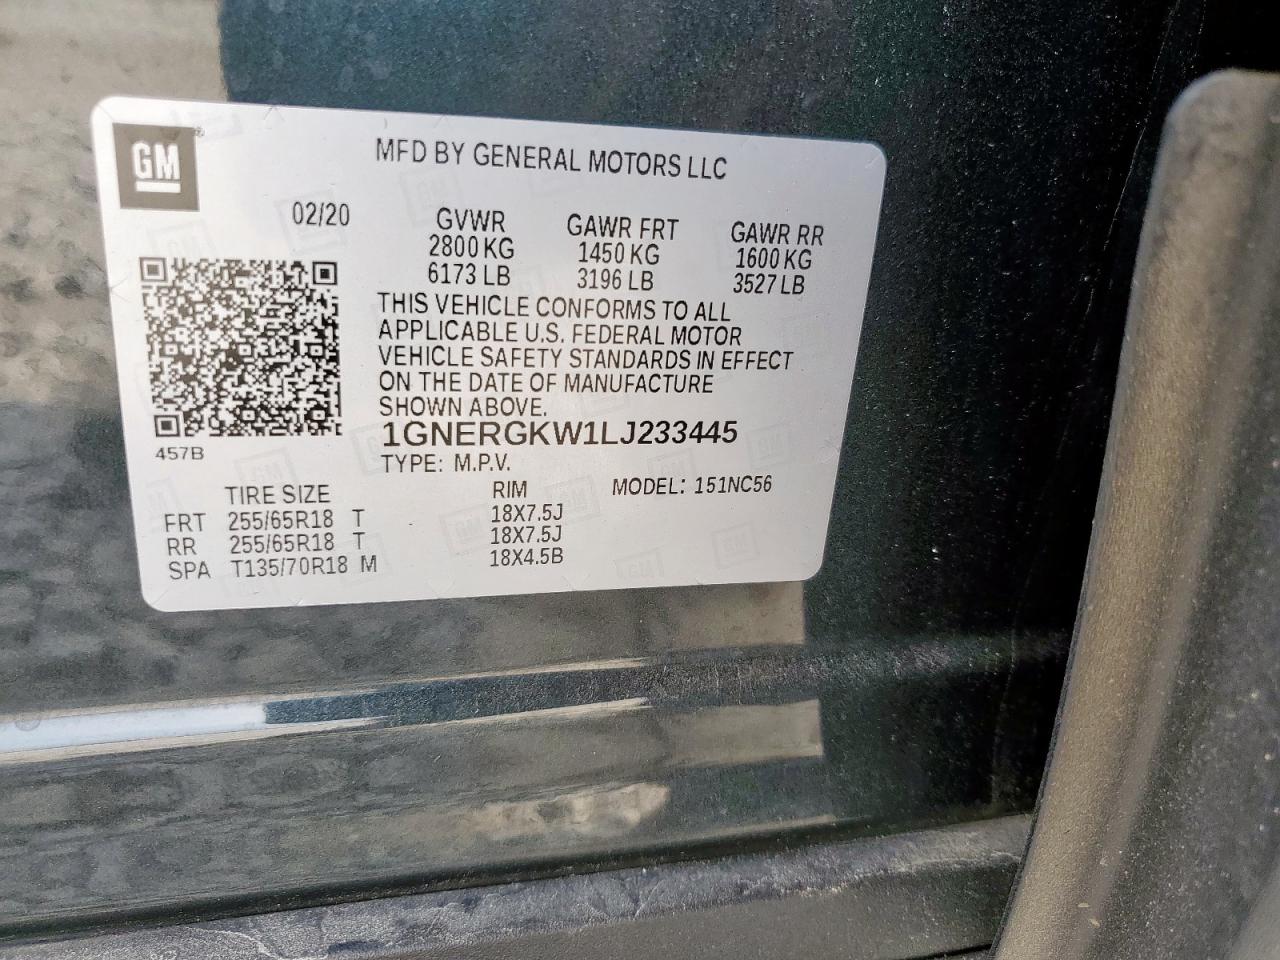 GM
MFD BY GENERAL MOTORS LLC
02/20
GVWR GAWR FRT GAWR RR
2800 KG 1450 KG 1600 KG
6173 LB 3196 LB 3527 LB
THIS VEHICLE CONFORMS TO ALL
APPLICABLE U.S. FEDERAL MOTOR
VEHICLE SAFETY STANDARDS IN EFFECT
ON THE DATE OF MANUFACTURE
SHOWN ABOVE.
1GNERGKW1LJ233445
457B
TYPE: M.P.V.
TIRE SIZE RIM MODEL: 151NC56
FRT 255/65R18 T 18X7.5J
RR 255/65R18 T 18X7.5J
SPA T135/70R18 M 18X4.5B